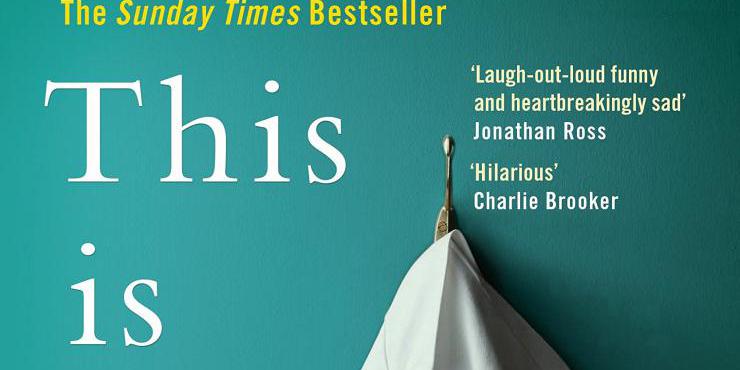 The Sunday Times Bestseller
This
is
‘Laugh-out-loud funny
and heartbreakingly sad’
Jonathan Ross
‘Hilarious’
Charlie Brooker